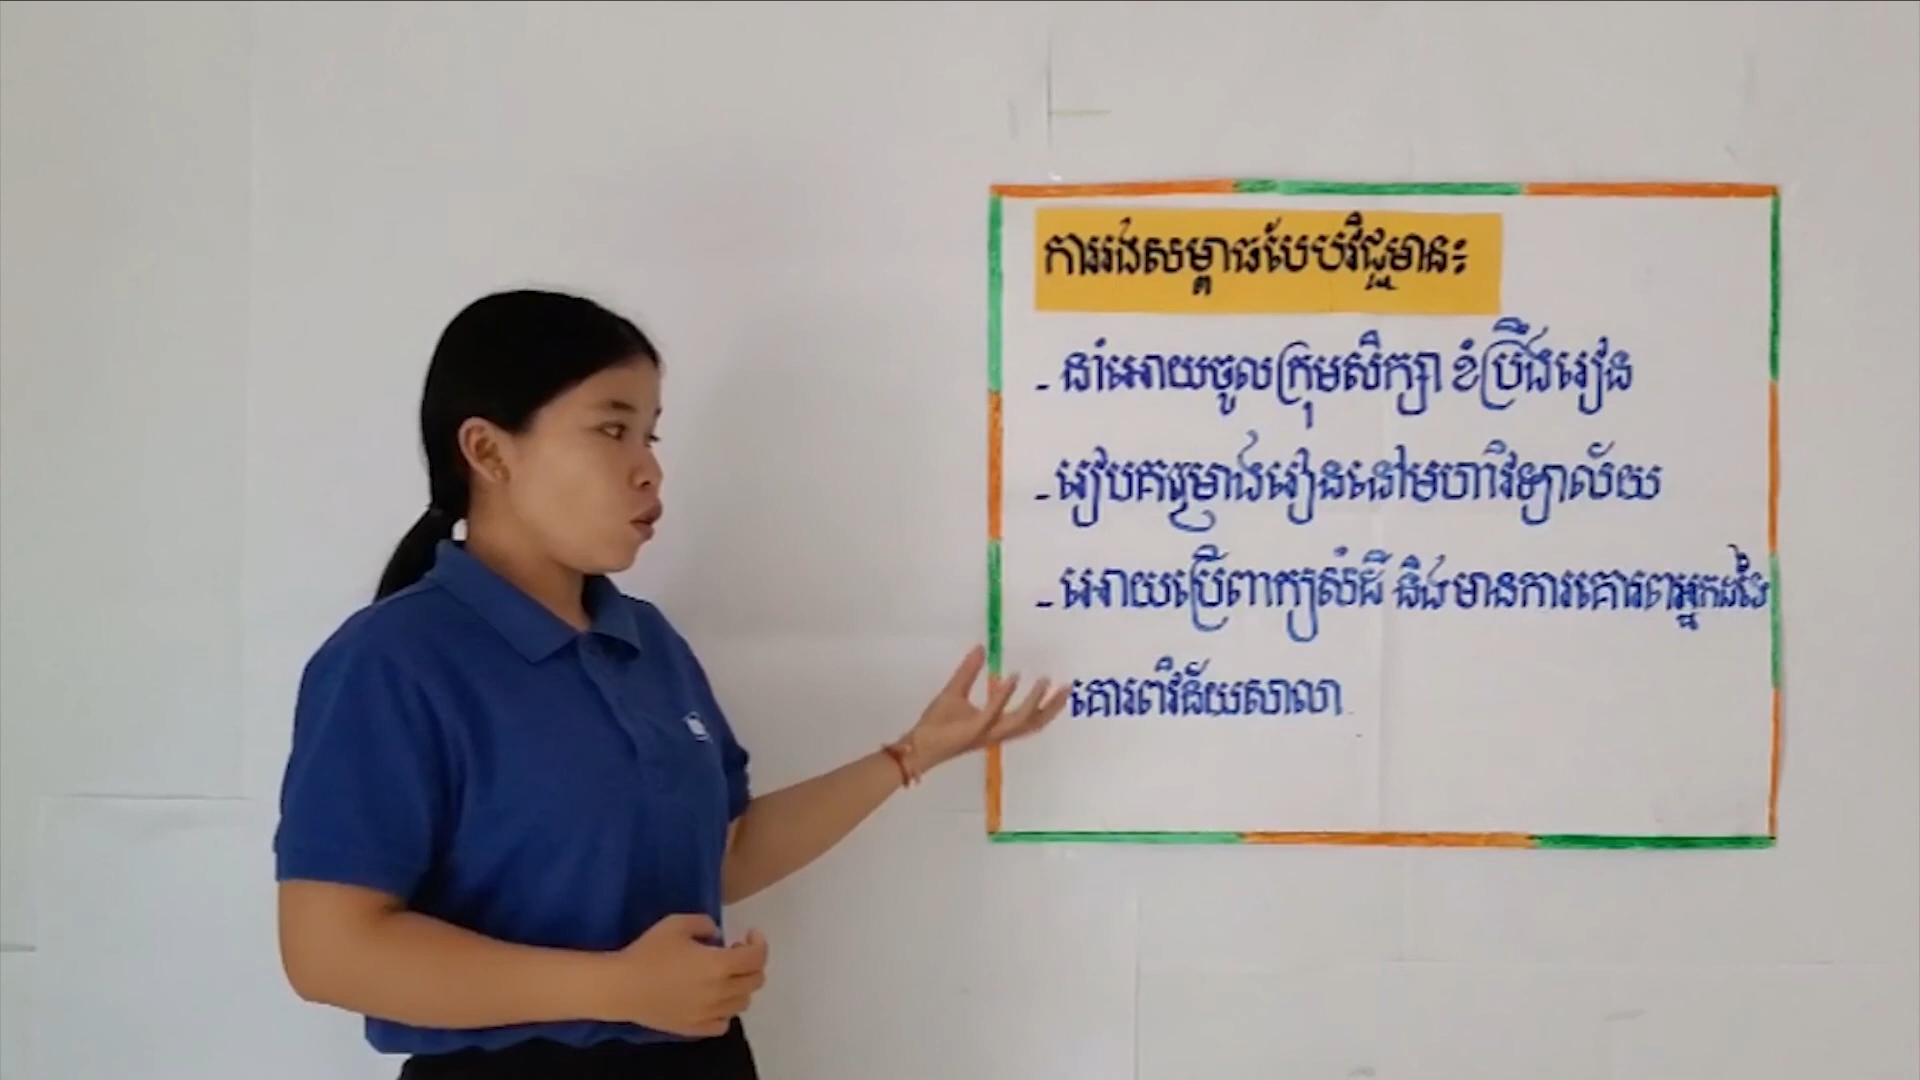 ការរងសម្ពាធបែបវិជ្ជមានៈ
- នាំអោយចូលក្រុមសិក្សា ខំប្រឹងរៀន
- រៀបគម្រោងរៀននៅមហាវិទ្យាល័យ
- អោយប្រើពាក្យសំដី និងមានការគោរពអ្នកដទៃ
គោរពវិន័យសាលា